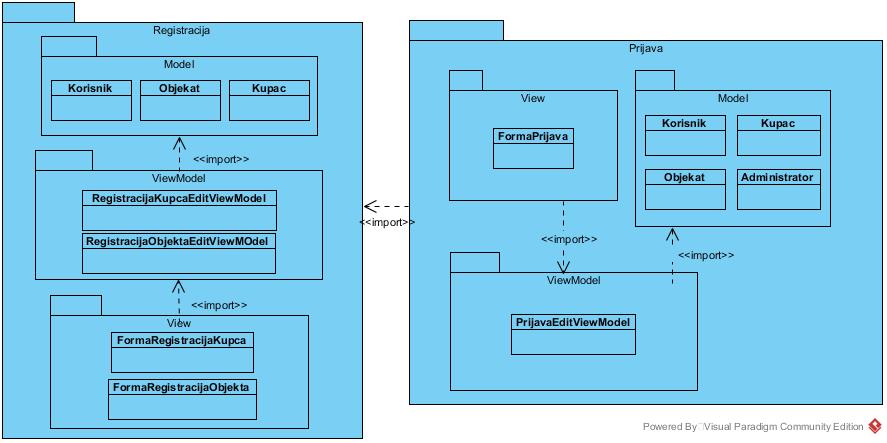 Registracija
Model
Korisnik
Objekat
Kupac
<<import>>
ViewModel
RegistracijaKupcaEditViewModel
RegistracijaObjektaEditViewMOdel
<<import>>
View
FormaRegistracijaKupca
FormaRegistracijaObjekta
<<import>>
Prijava
View
FormaPrijava
Model
Korisnik
Kupac
Objekat
Administrator
<<import>>
<<import>>
ViewModel
PrijavaEditViewModel
Powered By Visual Paradigm Community Edition